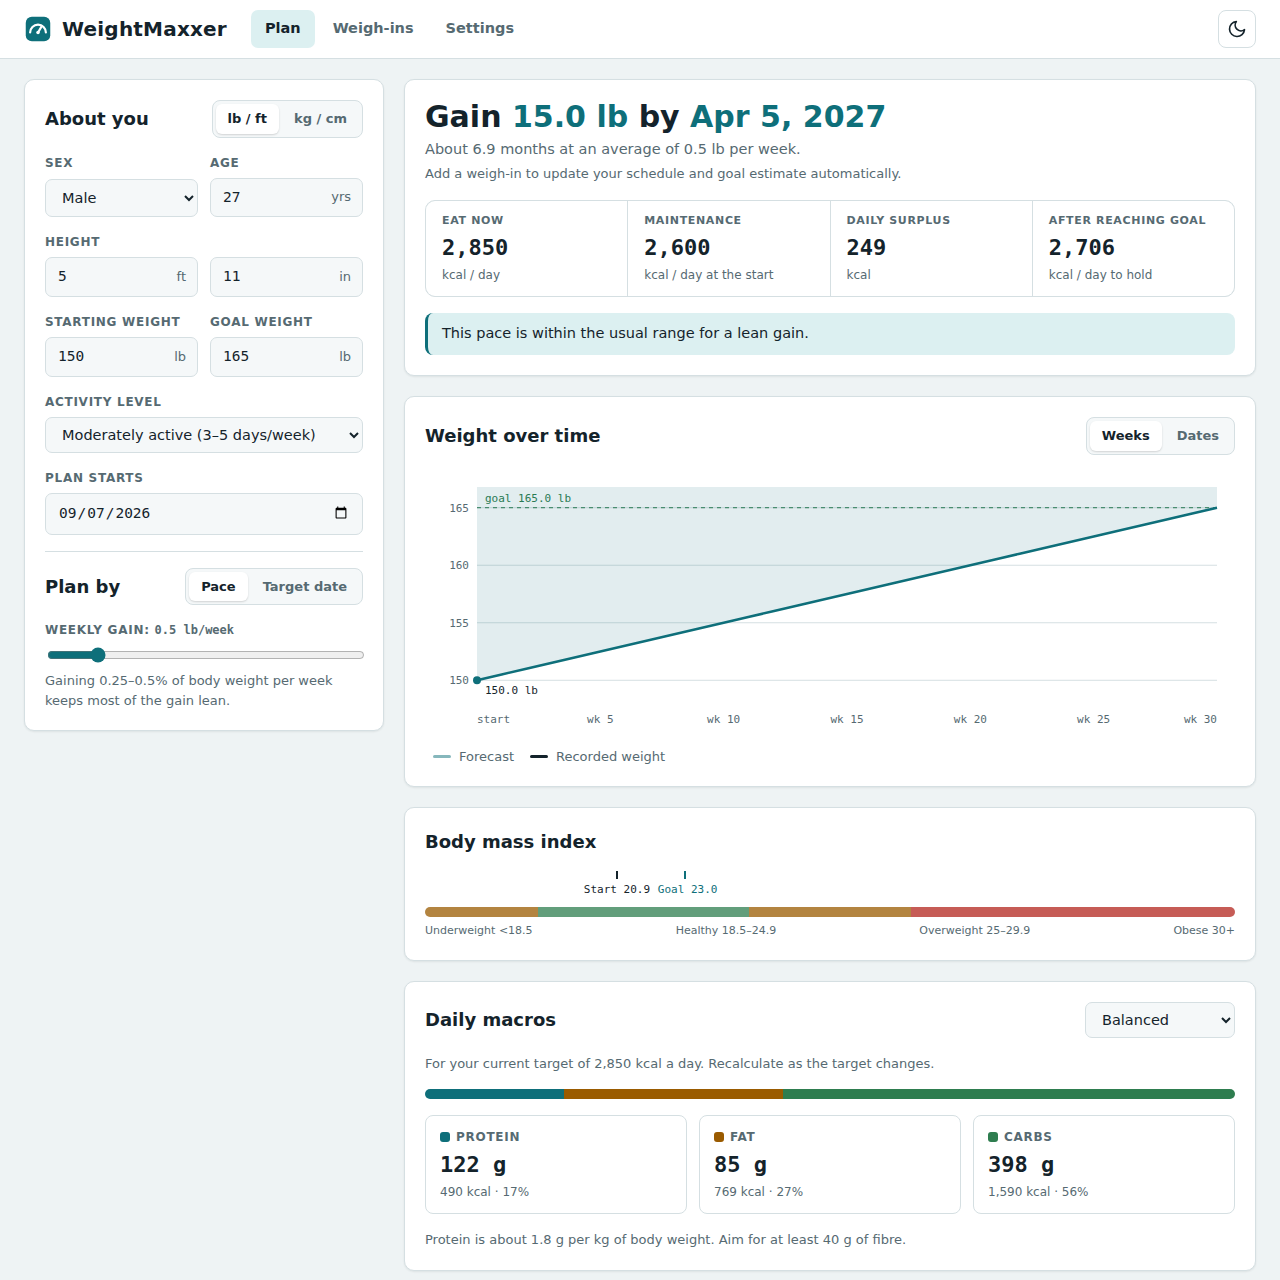 WeightMaxxer
Plan
Weigh-ins
Settings
About you
lb / ft
kg / cm
SEX
AGE
Male
27 yrs
HEIGHT
5 ft
11 in
STARTING WEIGHT
GOAL WEIGHT
150 lb
165 lb
ACTIVITY LEVEL
Moderately active (3–5 days/week)
PLAN STARTS
09/07/2026
Plan by
Pace
Target date
WEEKLY GAIN: 0.5 lb/week
Gaining 0.25–0.5% of body weight per week
keeps most of the gain lean.
Gain 15.0 lb by Apr 5, 2027
About 6.9 months at an average of 0.5 lb per week.
Add a weigh-in to update your schedule and goal estimate automatically.
EAT NOW
2,850
kcal / day
MAINTENANCE
2,600
kcal / day at the start
DAILY SURPLUS
249
kcal
AFTER REACHING GOAL
2,706
kcal / day to hold
This pace is within the usual range for a lean gain.
Weight over time
Weeks
Dates
goal 165.0 lb
165
160
155
150
150.0 lb
start
wk 5
wk 10
wk 15
wk 20
wk 25
wk 30
Forecast
Recorded weight
Body mass index
Start 20.9
Goal 23.0
Underweight <18.5
Healthy 18.5–24.9
Overweight 25–29.9
Obese 30+
Daily macros
Balanced
For your current target of 2,850 kcal a day. Recalculate as the target changes.
PROTEIN
122 g
490 kcal · 17%
FAT
85 g
769 kcal · 27%
CARBS
398 g
1,590 kcal · 56%
Protein is about 1.8 g per kg of body weight. Aim for at least 40 g of fibre.